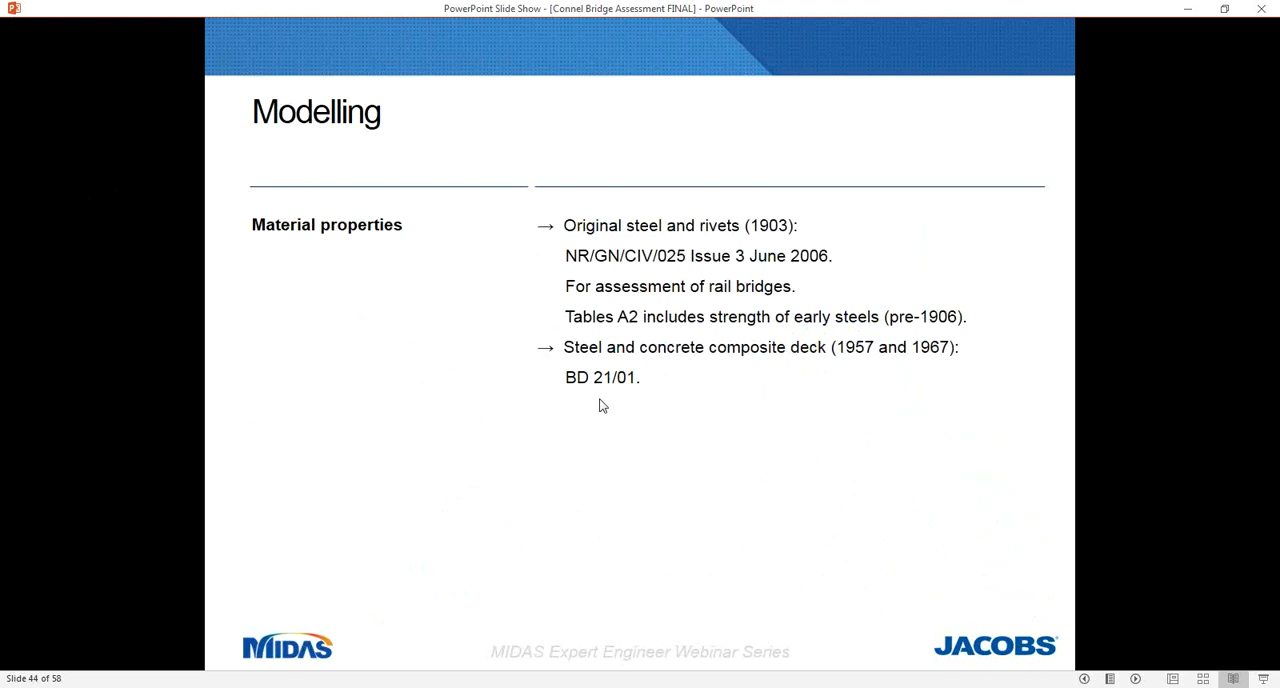 PowerPoint Slide Show - [Connel Bridge Assessment FINAL] - PowerPoint
Modelling
Material properties
→ Original steel and rivets (1903):
NR/GN/CIV/025 Issue 3 June 2006.
For assessment of rail bridges.
Tables A2 includes strength of early steels (pre-1906).
→ Steel and concrete composite deck (1957 and 1967):
BD 21/01.
MIDAS
MIDAS Expert Engineer Webinar Series
JACOBS
Slide 44 of 58